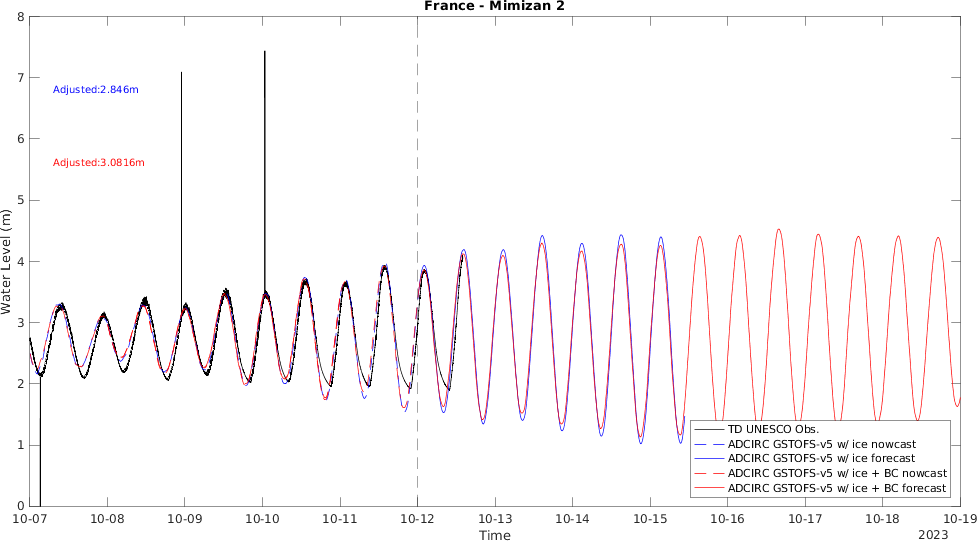 France - Mimizan 2
8
7
6
5
4
3
2
1
0
Water Level (m)
Adjusted:2.846m
Adjusted:3.0816m
TD UNESCO Obs.
ADCIRC GSTOFS-v5 w/ ice nowcast
ADCIRC GSTOFS-v5 w/ ice forecast
ADCIRC GSTOFS-v5 w/ ice + BC nowcast
ADCIRC GSTOFS-v5 w/ ice + BC forecast
10-07 10-08 10-09 10-10 10-11 10-12 10-13 10-14 10-15 10-16 10-17 10-18 10-19
Time
2023